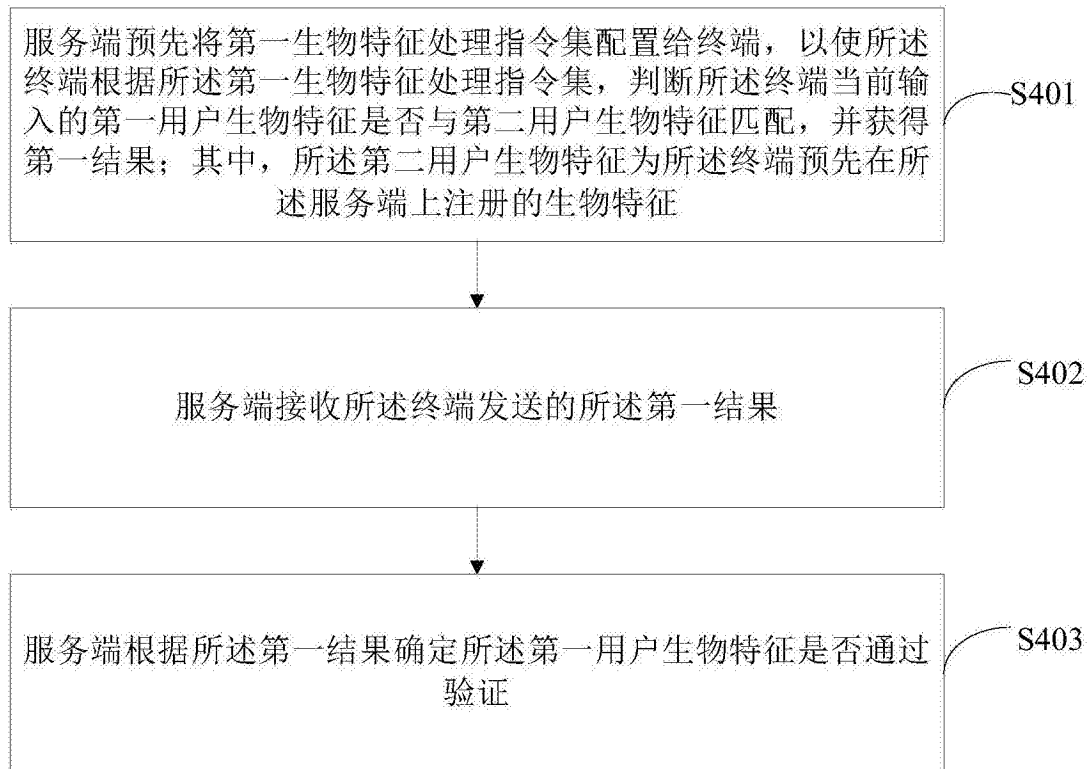 服务端预先将第一生物特征处理指令集配置给终端，以使所述
终端根据所述第一生物特征处理指令集，判断所述终端当前输
入的第一用户生物特征是否与第二用户生物特征匹配，并获得
第一结果；其中，所述第二用户生物特征为所述终端预先在所
述服务端上注册的生物特征
S401
服务端接收所述终端发送的所述第一结果
S402
服务端根据所述第一结果确定所述第一用户生物特征是否通过
验证
S403